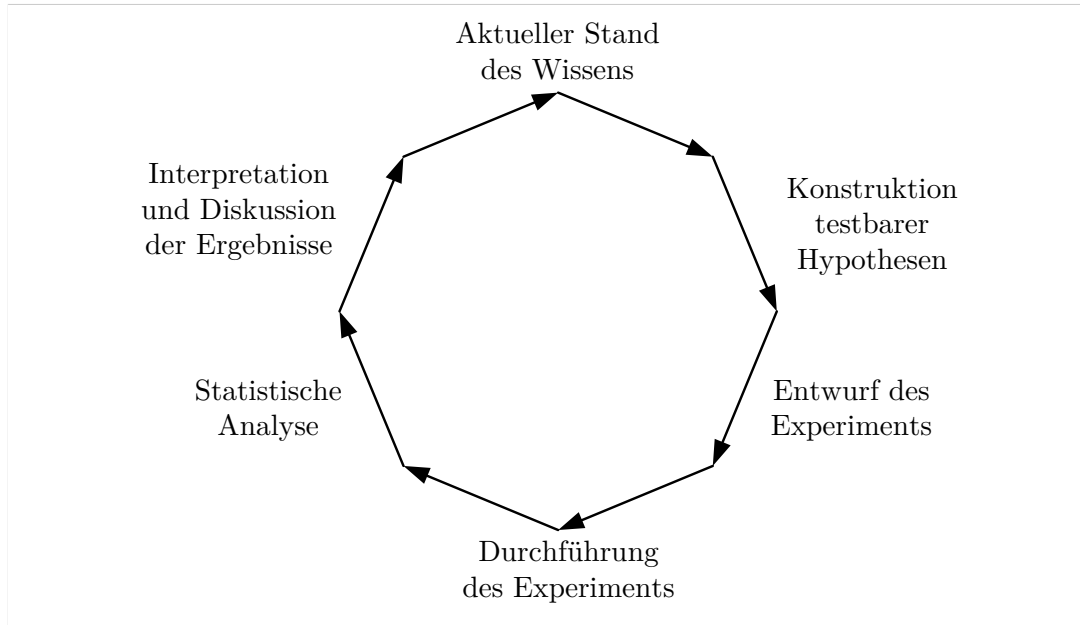 Aktueller Stand
des Wissens
Konstruktion
testbarer
Hypothesen
Entwurf des
Experiments
Durchführung
des Experiments
Statistische
Analyse
Interpretation
und Diskussion
der Ergebnisse